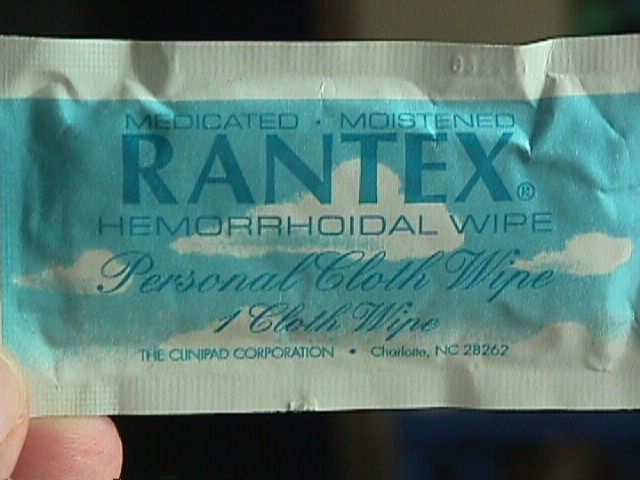 MEDICATED · MOISTENED
RANTEX®
HEMORRHOIDAL WIPE
Personal Cloth Wipe
1 Cloth Wipe
THE CLINIPAD CORPORATION • Charlotte, NC 28262